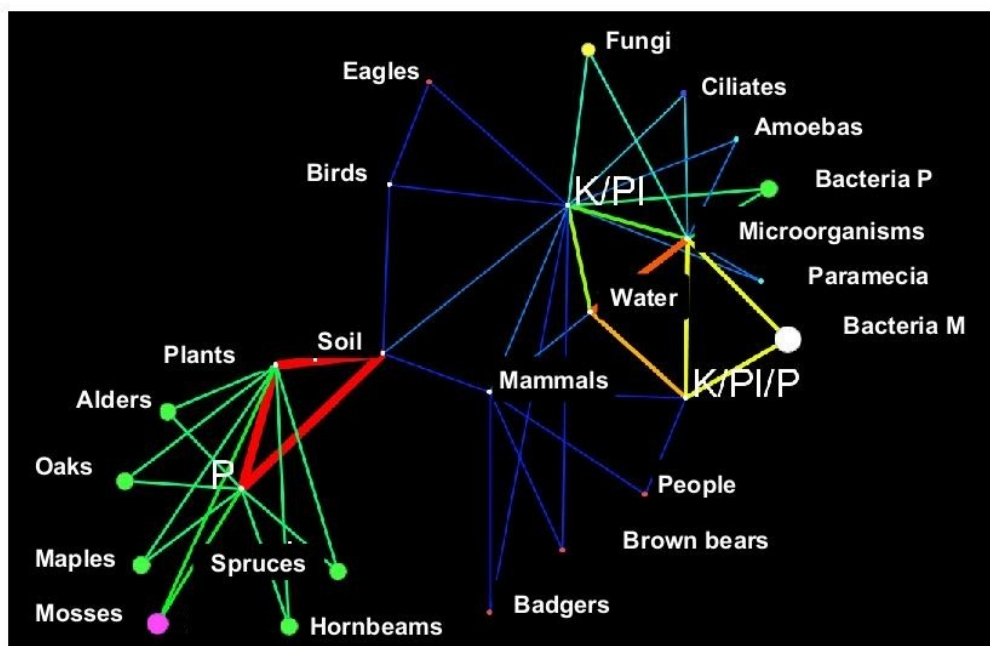 Fungi
Eagles
Ciliates
Amoebas
Birds
Bacteria P
K/PI
Microorganisms
Paramecia
Water
Bacteria M
Soil
Plants
Mammals
K/PI/P
Alders
Oaks
P
People
Brown bears
Maples
Spruces
Mosses
Badgers
Hornbeams